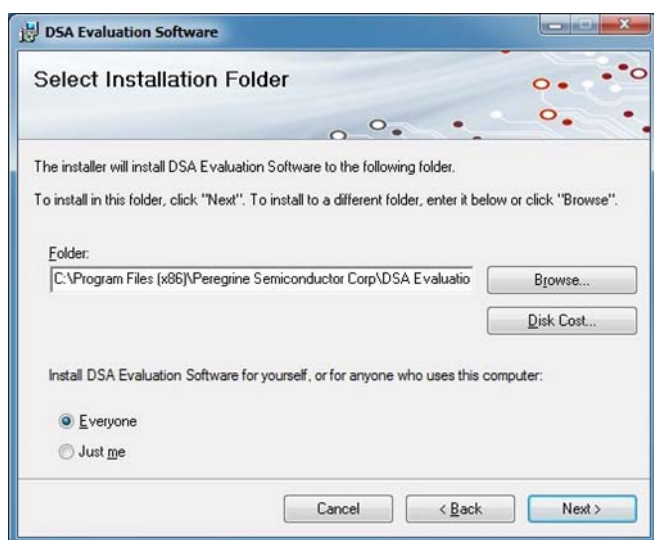 DSA Evaluation Software
Select Installation Folder
The installer will install DSA Evaluation Software to the following folder.
To install in this folder, click "Next". To install to a different folder, enter it below or click "Browse".
Folder:
C:\Program Files (x86)\Peregrine Semiconductor Corp\DSA Evaluatio
Browse...
Disk Cost...
Install DSA Evaluation Software for yourself, or for anyone who uses this computer:
Everyone
Just me
Cancel
< Back
Next >